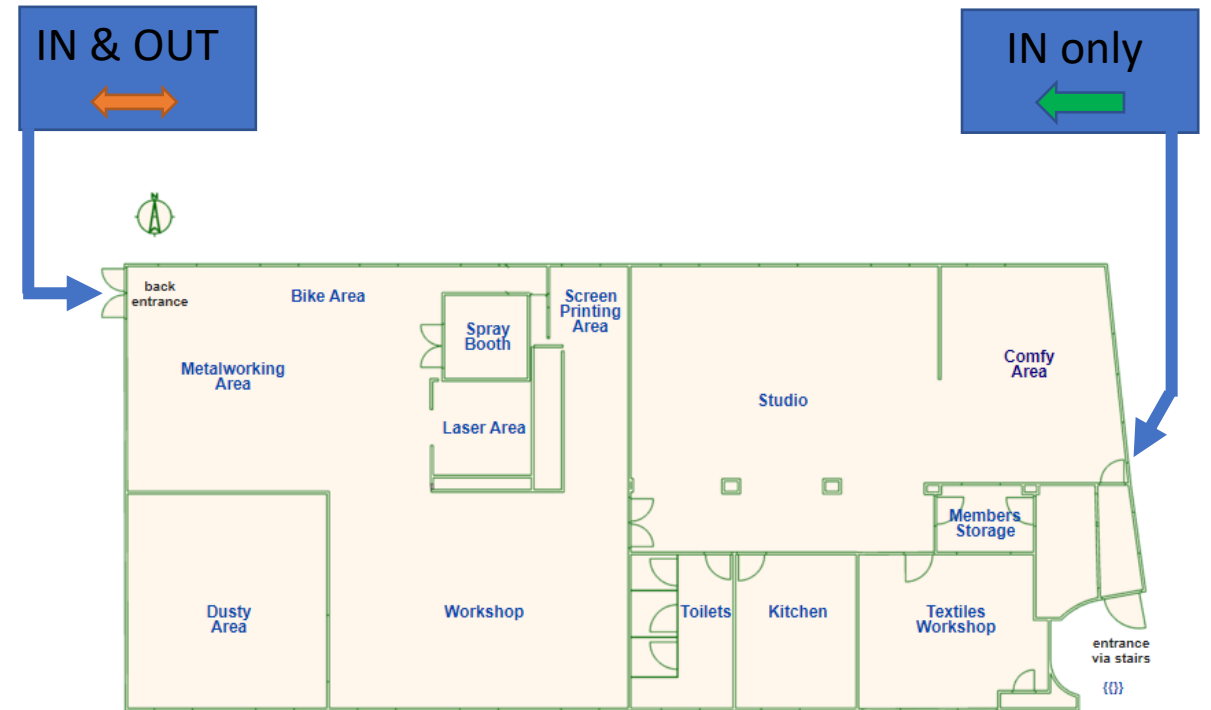 IN & OUT
IN only
N
back
entrance
Bike Area
Screen
Printing
Area
Spray
Booth
Metalworking
Area
Comfy
Area
Studio
Laser Area
Members
Storage
Dusty
Area
Workshop
Toilets
Kitchen
Textiles
Workshop
entrance
via stairs
{{}}